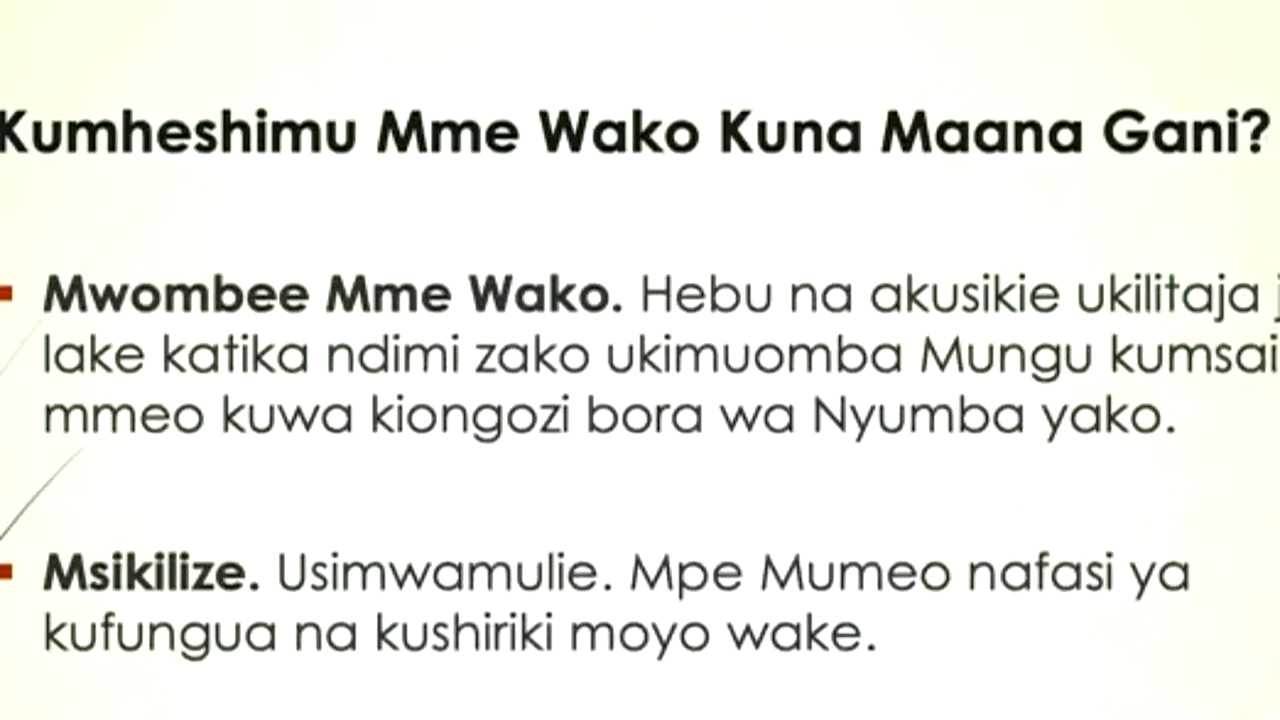 Kumheshimu Mme Wako Kuna Maana Gani?
Mwombee Mme Wako. Hebu na akusikie ukilitaja
lake katika ndimi zako ukimuomba Mungu
mmeo kuwa kiongozi bora wa Nyumba yako.
Msikilize. Usimwamulie. Mpe Mumeo nafasi ya
kufungua na kushiriki moyo wake.